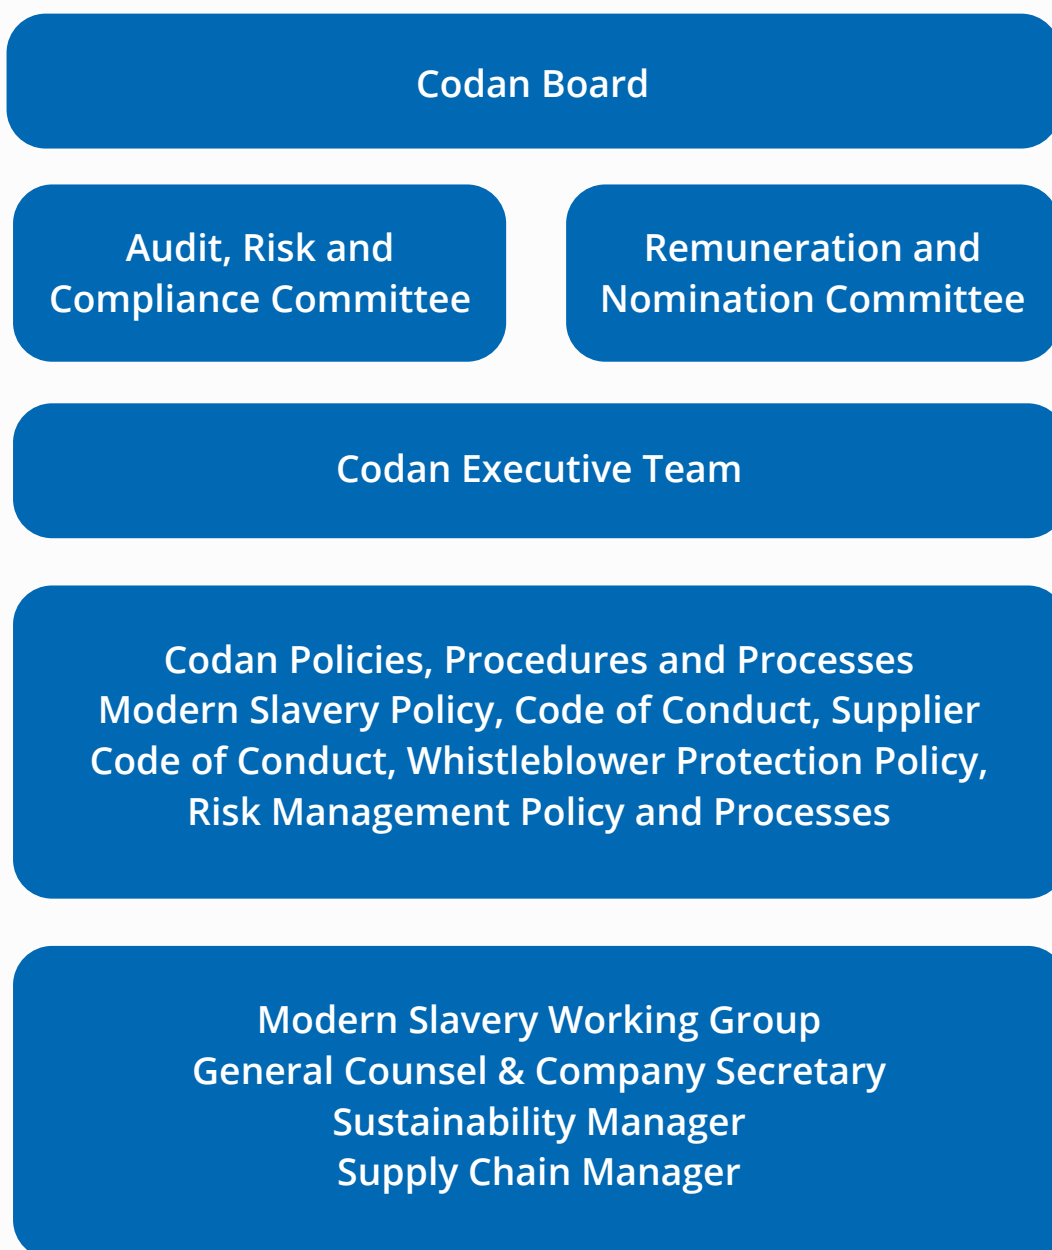 Codan Board
Audit, Risk and
Compliance Committee
Remuneration and
Nomination Committee
Codan Executive Team
Codan Policies, Procedures and Processes
Modern Slavery Policy, Code of Conduct, Supplier
Code of Conduct, Whistleblower Protection Policy,
Risk Management Policy and Processes
Modern Slavery Working Group
General Counsel & Company Secretary
Sustainability Manager
Supply Chain Manager